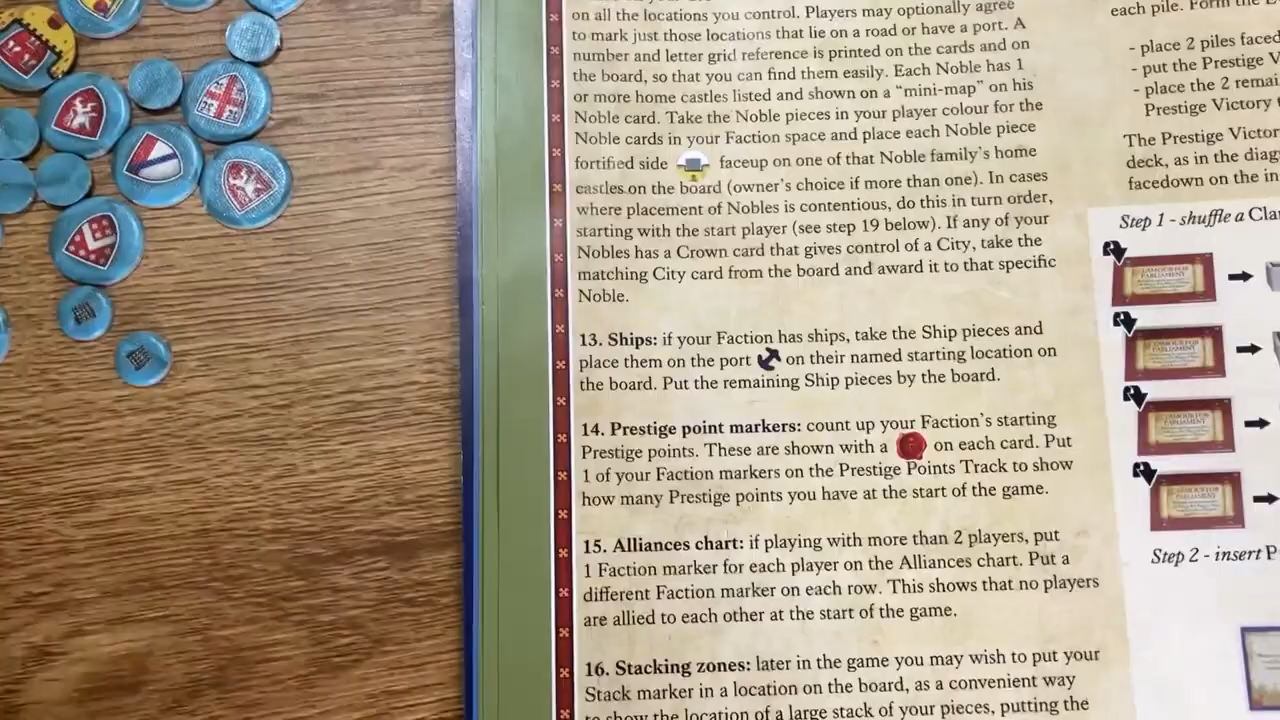 on all the locations you control. Players may optionally agree
to mark just those locations that lie on a road or have a port. A
number and letter grid reference is printed on the cards and on
the board, so that you can find them easily. Each Noble has 1
or more home castles listed and shown on a “mini-map” on his
Noble card. Take the Noble pieces in your player colour for the
Noble cards in your Faction space and place each Noble piece
fortified side faceup on one of that Noble family’s home
castles on the board (owner’s choice if more than one). In cases
where placement of Nobles is contentious, do this in turn order,
starting with the start player (see step 19 below). If any of your
Nobles has a Crown card that gives control of a City, take the
matching City card from the board and award it to that specific
Noble.
13. Ships: if your Faction has ships, take the Ship pieces and
place them on the port on their named starting location on
the board. Put the remaining Ship pieces by the board.
14. Prestige point markers: count up your Faction’s starting
Prestige points. These are shown with a on each card. Put
1 of your Faction markers on the Prestige Points Track to show
how many Prestige points you have at the start of the game.
15. Alliances chart: if playing with more than 2 players, put
1 Faction marker for each player on the Alliances chart. Put a
different Faction marker on each row. This shows that no players
are allied to each other at the start of the game.
16. Stacking zones: later in the game you may wish to put your
Stack marker in a location on the board, as a convenient way
to show the location of a large stack of your pieces, putting the
each pile. Form the
- place 2 piles faced
- put the Prestige V
- place the 2 remai
Prestige Victory
The Prestige Victor
deck, as in the diag
facedown on the in
Step 1 - shuffle a Cla
PARLIAMENT
PARLIAMENT
PARLIAMENT
PARLIAMENT
Step 2 - insert P